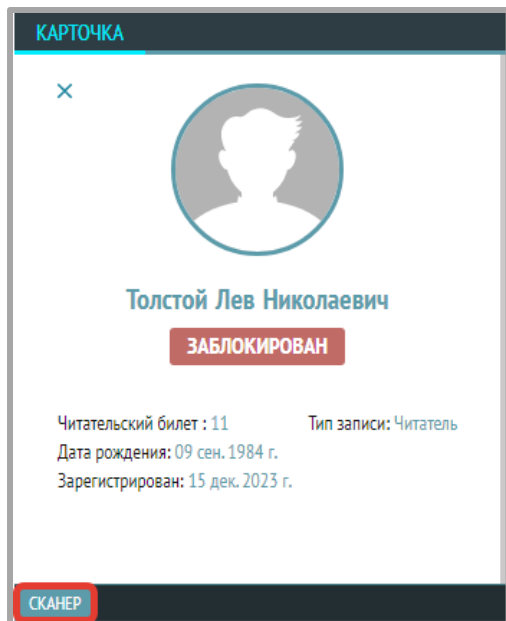 КАРТОЧКА
Толстой Лев Николаевич
ЗАБЛОКИРОВАН
Читательский билет : 11 Тип записи: Читатель
Дата рождения: 09 сен. 1984 г.
Зарегистрирован: 15 дек. 2023 г.
СКАНЕР